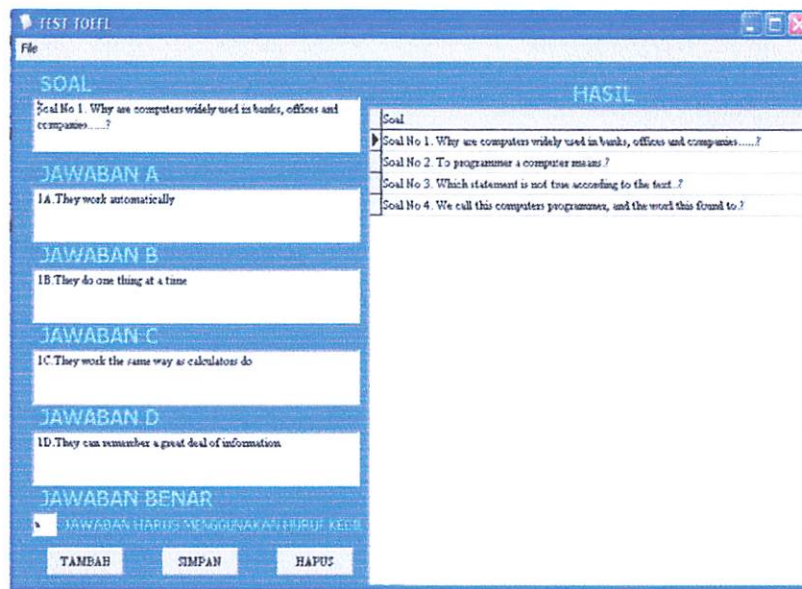 TEST TOEFL
File
SOAL
Soal No 1. Why are computers widely used in banks, offices and
companies......?
JAWABAN A
1A.They work automatically
JAWABAN B
1B.They do one thing at a time
JAWABAN C
1C.They work the same way as calculators do
JAWABAN D
1D.They can remember a great deal of information
JAWABAN BENAR
JAWABAN HARUS MENGGUNAKAN HURUF KECIL
TAMBAH SIMPAN HAPUS
HASIL
Soal
Soal No 1. Why are computers widely used in banks, offices and companies......?
Soal No 2. To programmer a computer means.?
Soal No 3. Which statement is not true according to the text..?
Soal No 4. We call this computers programmer, and the word this found to.?